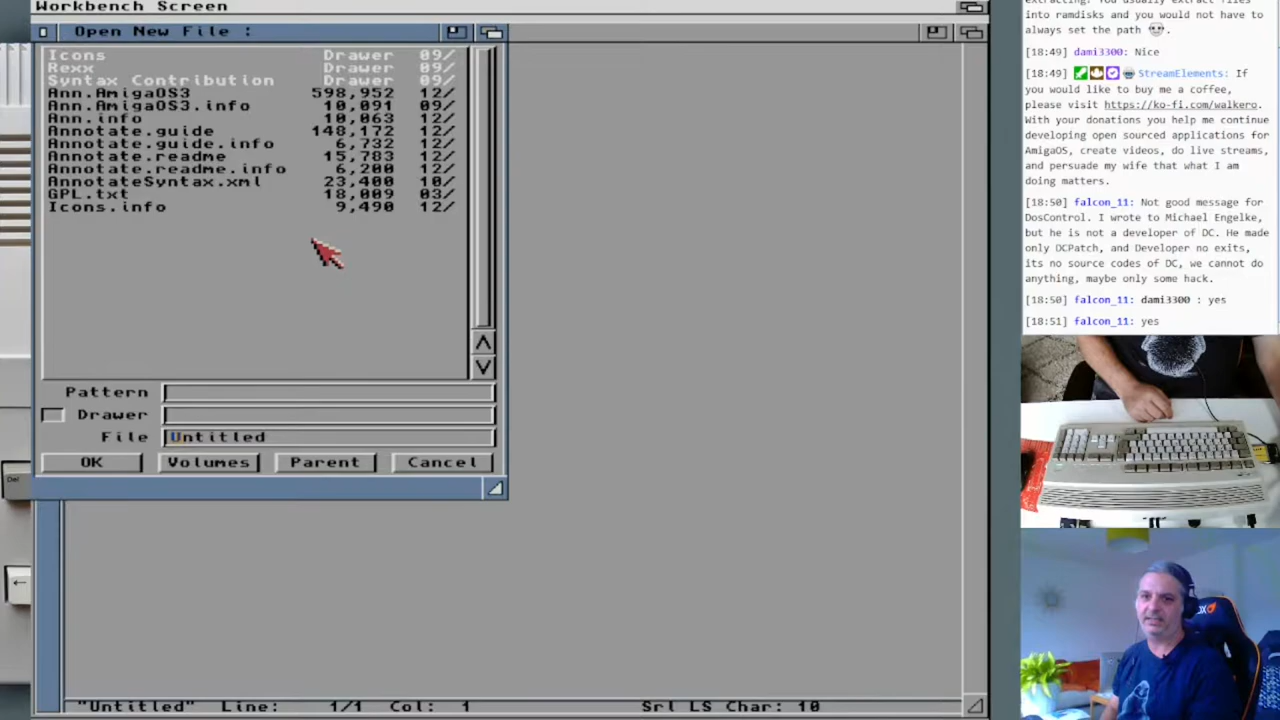 Workbench Screen
Open New File :
Icons Drawer 09/
Rexx Drawer 09/
Syntax Contribution Drawer 09/
Ann.AmigaOS3 598,952 12/
Ann.AmigaOS3.info 10,091 09/
Ann.info 10,063 12/
Annotate.guide 148,172 12/
Annotate.guide.info 6,732 12/
Annotate.readme 15,783 12/
Annotate.readme.info 6,200 12/
AnnotateSyntax.xml 23,400 10/
GPL.txt 18,009 03/
Icons.info 9,490 12/
Pattern
Drawer
File Untitled
OK Volumes Parent Cancel
"Untitled" Line: 1/1 Col: 1 Srl LS Char: 10
Del
extracting. You usually extract files
into ramdisks and you would not have to
always set the path
[18:49] dami3300: Nice
[18:49] StreamElements: If
you would like to buy me a coffee,
please visit https://ko-fi.com/walkero.
With your donations you help me continue
developing open sourced applications for
AmigaOS, create videos, do live streams,
and persuade my wife that what I am
doing matters.
[18:50] falcon_11: Not good message for
DosControl. I wrote to Michael Engelke,
but he is not a developer of DC. He made
only DCPatch, and Developer no exits,
its no source codes of DC, we cannot do
anything, maybe only some hack.
[18:50] falcon_11: dami3300 : yes
[18:51] falcon_11: yes